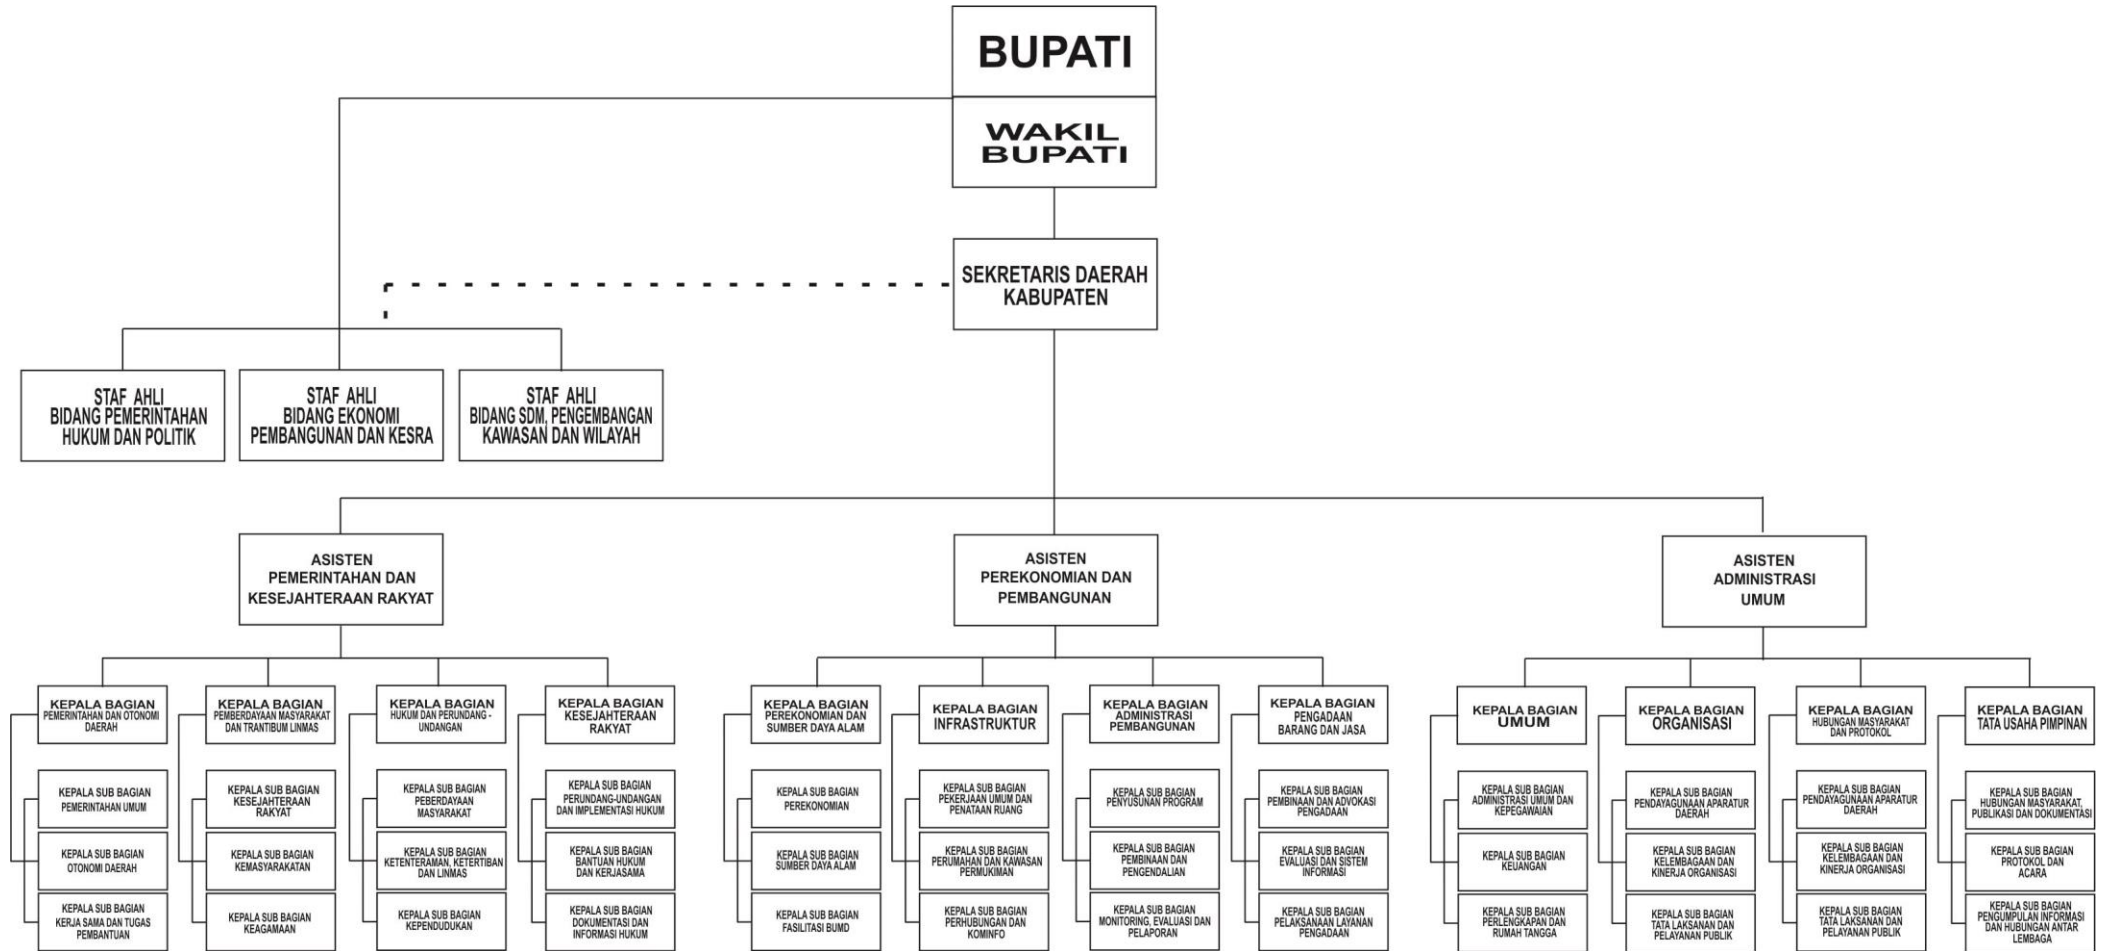 BUPATI
WAKIL
BUPATI
SEKRETARIS DAERAH
KABUPATEN
STAF AHLI
BIDANG PEMERINTAHAN
HUKUM DAN POLITIK
STAF AHLI
BIDANG EKONOMI
PEMBANGUNAN DAN KESRA
STAF AHLI
BIDANG SDM, PENGEMBANGAN
KAWASAN DAN WILAYAH
ASISTEN
PEMERINTAHAN DAN
KESEJAHTERAAN RAKYAT
ASISTEN
PEREKONOMIAN DAN
PEMBANGUNAN
ASISTEN
ADMINISTRASI
UMUM
KEPALA BAGIAN
PEMERINTAHAN DAN OTONOMI
DAERAH
KEPALA BAGIAN
PEMBERDAYAAN MASYARAKAT
DAN TRANTIBUM LINMAS
KEPALA BAGIAN
HUKUM DAN PERUNDANG -
UNDANGAN
KEPALA BAGIAN
KESEJAHTERAAN
RAKYAT
KEPALA BAGIAN
PEREKONOMIAN DAN
SUMBER DAYA ALAM
KEPALA BAGIAN
INFRASTRUKTUR
KEPALA BAGIAN
ADMINISTRASI
PEMBANGUNAN
KEPALA BAGIAN
PENGADAAN
BARANG DAN JASA
KEPALA BAGIAN
UMUM
KEPALA BAGIAN
ORGANISASI
KEPALA BAGIAN
HUBUNGAN MASYARAKAT
DAN PROTOKOL
KEPALA BAGIAN
TATA USAHA PIMPINAN
KEPALA SUB BAGIAN
PEMERINTAHAN UMUM
KEPALA SUB BAGIAN
KESEJAHTERAAN
RAKYAT
KEPALA SUB BAGIAN
PEBERDAYAAN
MASYARAKAT
KEPALA SUB BAGIAN
PERUNDANG-UNDANGAN
DAN IMPLEMENTASI HUKUM
KEPALA SUB BAGIAN
PEREKONOMIAN
KEPALA SUB BAGIAN
PEKERJAAN UMUM DAN
PENATAAN RUANG
KEPALA SUB BAGIAN
PENYUSUNAN PROGRAM
KEPALA SUB BAGIAN
PEMBINAAN DAN ADVOKASI
PENGADAAN
KEPALA SUB BAGIAN
ADMINISTRASI UMUM DAN
KEPEGAWAIAN
KEPALA SUB BAGIAN
PENDAYAGUNAAN APARATUR
DAERAH
KEPALA SUB BAGIAN
PENDAYAGUNAAN APARATUR
DAERAH
KEPALA SUB BAGIAN
HUBUNGAN MASYARAKAT,
PUBLIKASI DAN DOKUMENTASI
KEPALA SUB BAGIAN
OTONOMI DAERAH
KEPALA SUB BAGIAN
KEMASYARAKATAN
KEPALA SUB BAGIAN
KETENTERAMAN, KETERTIBAN
DAN LINMAS
KEPALA SUB BAGIAN
BANTUAN HUKUM
DAN KERJASAMA
KEPALA SUB BAGIAN
SUMBER DAYA ALAM
KEPALA SUB BAGIAN
PERUMAHAN DAN KAWASAN
PERMUKIMAN
KEPALA SUB BAGIAN
PEMBINAAN DAN
PENGENDALIAN
KEPALA SUB BAGIAN
EVALUASI DAN SISTEM
INFORMASI
KEPALA SUB BAGIAN
KEUANGAN
KEPALA SUB BAGIAN
KELEMBAGAAN DAN
KINERJA ORGANISASI
KEPALA SUB BAGIAN
KELEMBAGAAN DAN
KINERJA ORGANISASI
KEPALA SUB BAGIAN
PROTOKOL DAN
ACARA
KEPALA SUB BAGIAN
KERJA SAMA DAN TUGAS
PEMBANTUAN
KEPALA SUB BAGIAN
KEAGAMAAN
KEPALA SUB BAGIAN
KEPENDUDUKAN
KEPALA SUB BAGIAN
DOKUMENTASI DAN
INFORMASI HUKUM
KEPALA SUB BAGIAN
FASILITASI BUMD
KEPALA SUB BAGIAN
PERHUBUNGAN DAN
KOMINFO
KEPALA SUB BAGIAN
MONITORING, EVALUASI DAN
PELAPORAN
KEPALA SUB BAGIAN
PELAKSANAAN LAYANAN
PENGADAAN
KEPALA SUB BAGIAN
PERLENGKAPAN DAN
RUMAH TANGGA
KEPALA SUB BAGIAN
TATA LAKSANAN DAN
PELAYANAN PUBLIK
KEPALA SUB BAGIAN
TATA LAKSANAN DAN
PELAYANAN PUBLIK
KEPALA SUB BAGIAN
PENGUMPULAN INFORMASI
DAN HUBUNGAN ANTAR
LEMBAGA